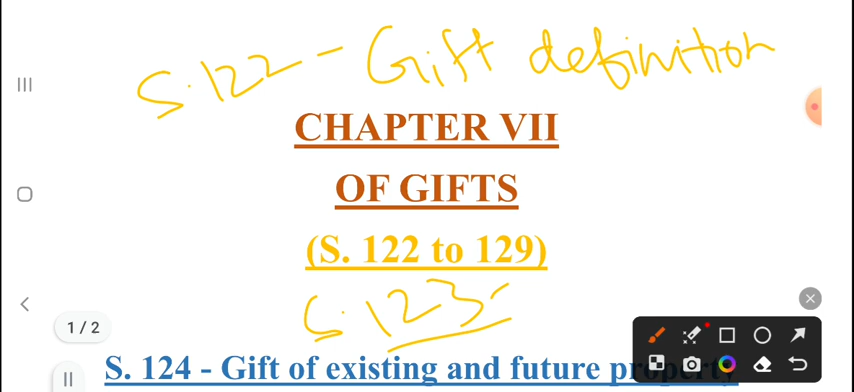 S. 122 - Gift definition
CHAPTER VII
OF GIFTS
(S. 122 to 129)
S. 123:
1 / 2
S. 124 - Gift of existing and future property